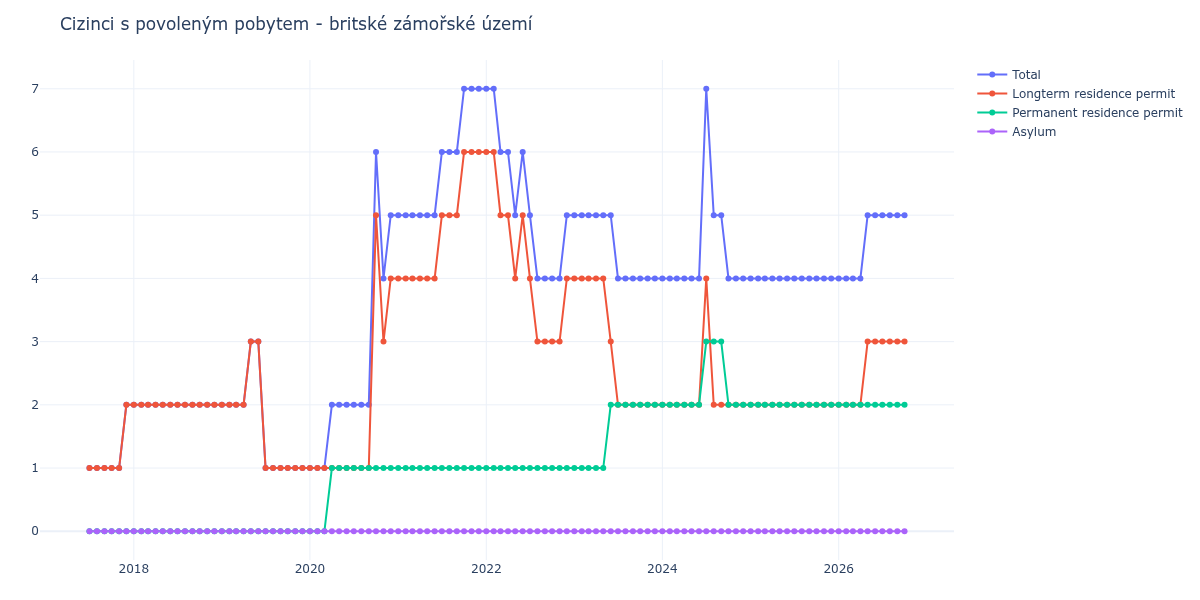 Cizinci s povoleným pobytem - britské zámořské území
Total
Longterm residence permit
Permanent residence permit
Asylum
7
6
5
4
3
2
1
0
2018
2020
2022
2024
2026